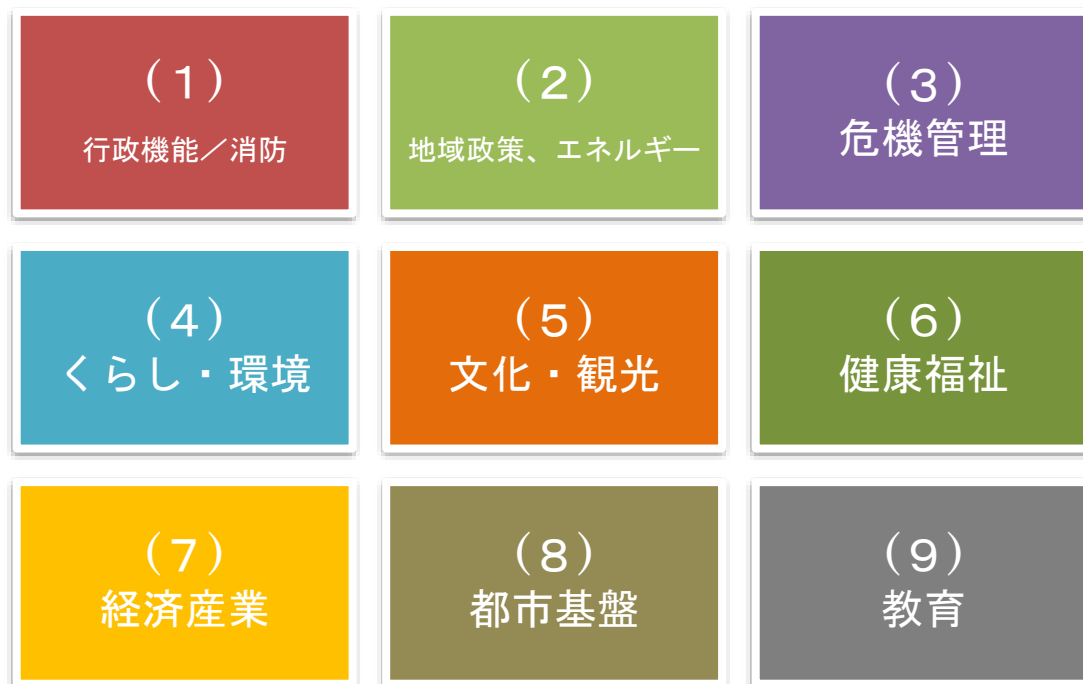 （１）
行政機能／消防
（２）
地域政策、エネルギー
（３）
危機管理
（４）
くらし・環境
（５）
文化・観光
（６）
健康福祉
（７）
経済産業
（８）
都市基盤
（９）
教育